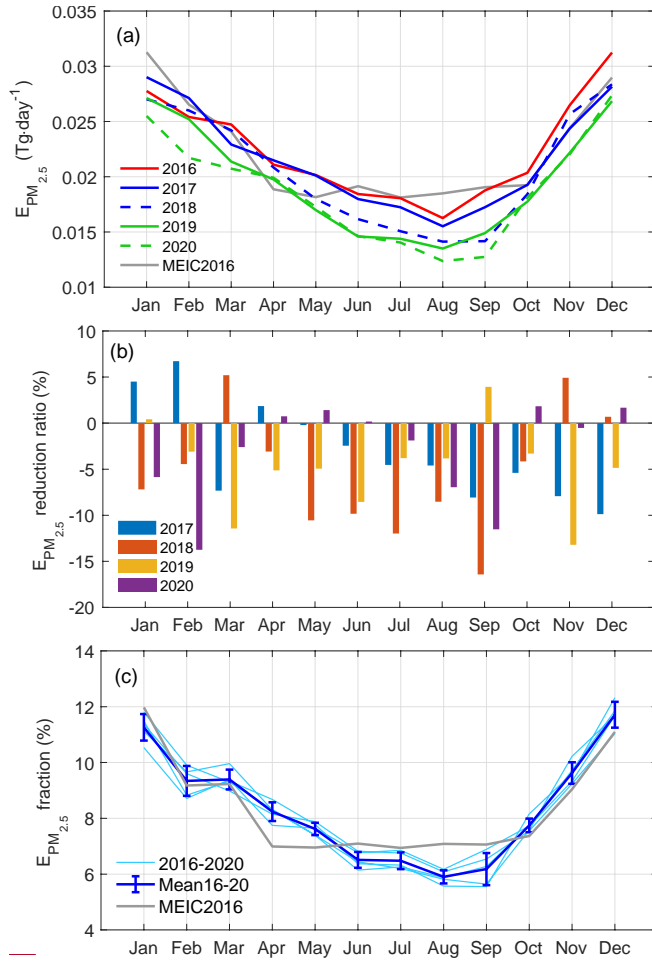 (a)
0.035
0.03
0.025
0.02
0.015
0.01
E_PM_2.5 (Tg·day^-1)
2016
2017
2018
2019
2020
MEIC2016
Jan Feb Mar Apr May Jun Jul Aug Sep Oct Nov Dec
(b)
10
5
0
-5
-10
-15
-20
E_PM_2.5 reduction ratio (%)
2017
2018
2019
2020
Jan Feb Mar Apr May Jun Jul Aug Sep Oct Nov Dec
(c)
14
12
10
8
6
4
E_PM_2.5 fraction (%)
2016-2020
Mean16-20
MEIC2016
Jan Feb Mar Apr May Jun Jul Aug Sep Oct Nov Dec